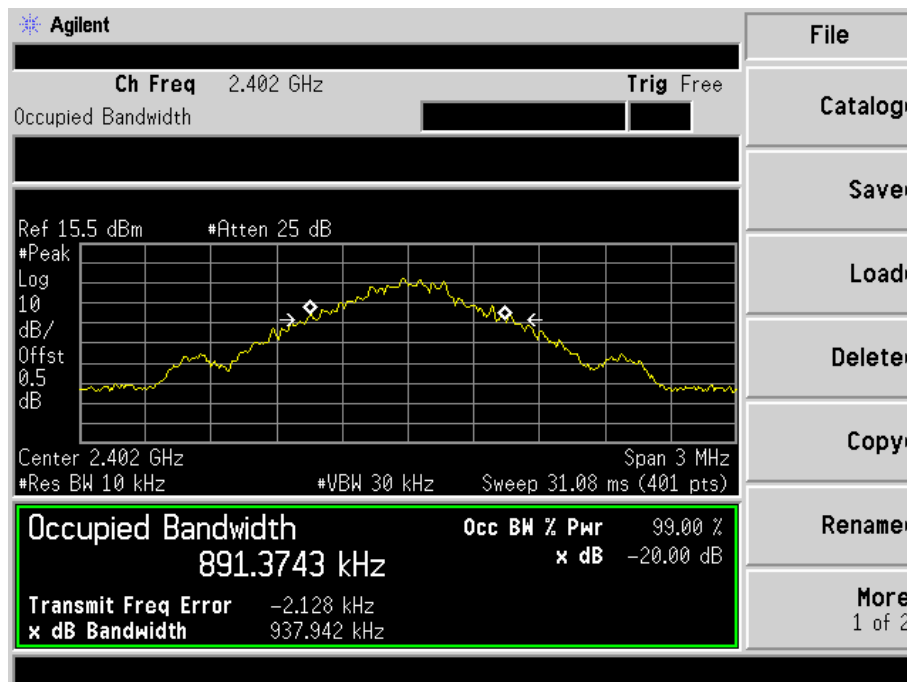 Agilent
File
Ch Freq 2.402 GHz Trig Free
Occupied Bandwidth
Catalog
Save
Ref 15.5 dBm #Atten 25 dB
#Peak
Log
10
dB/
Offst
0.5
dB
Load
Delete
Center 2.402 GHz Span 3 MHz
#Res BW 10 kHz #VBW 30 kHz Sweep 31.08 ms (401 pts)
Copy
Occupied Bandwidth Occ BW % Pwr 99.00 %
891.3743 kHz x dB -20.00 dB
Rename
Transmit Freq Error -2.128 kHz
x dB Bandwidth 937.942 kHz
More
1 of 2